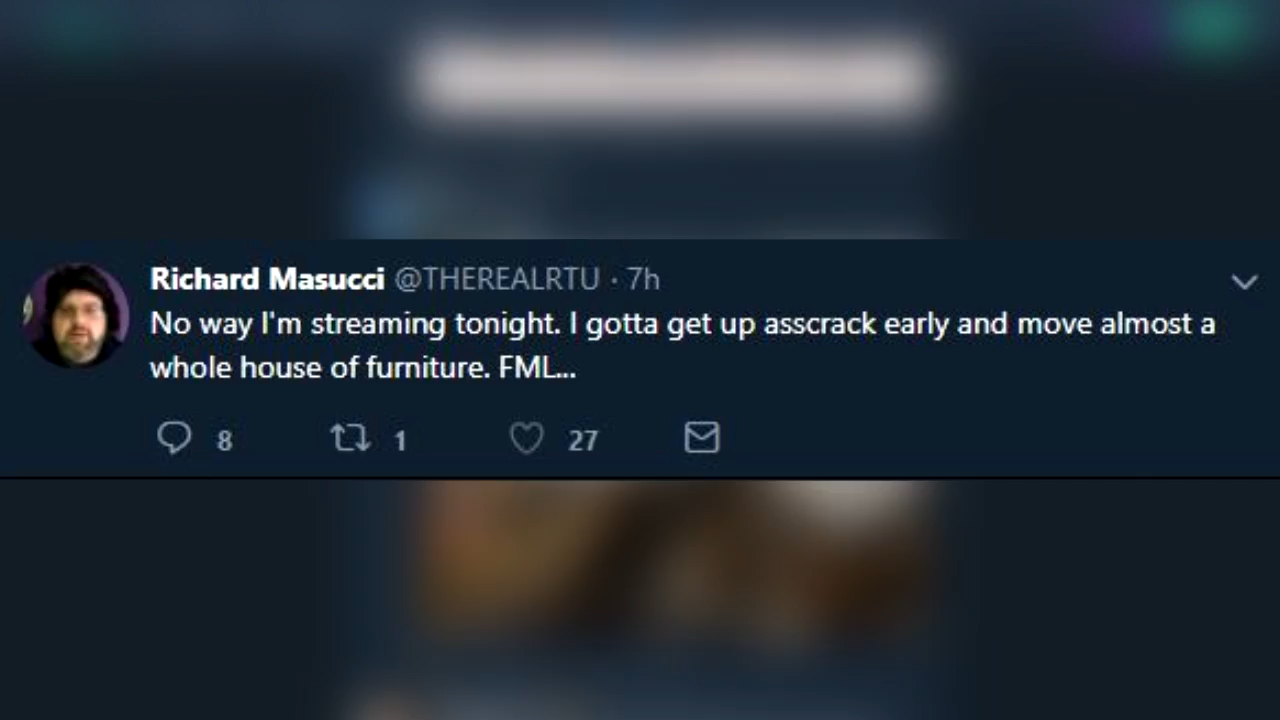 Richard Masucci @THEREALRTU · 7h
No way I'm streaming tonight. I gotta get up asscrack early and move almost a
whole house of furniture. FML...
8 1 27